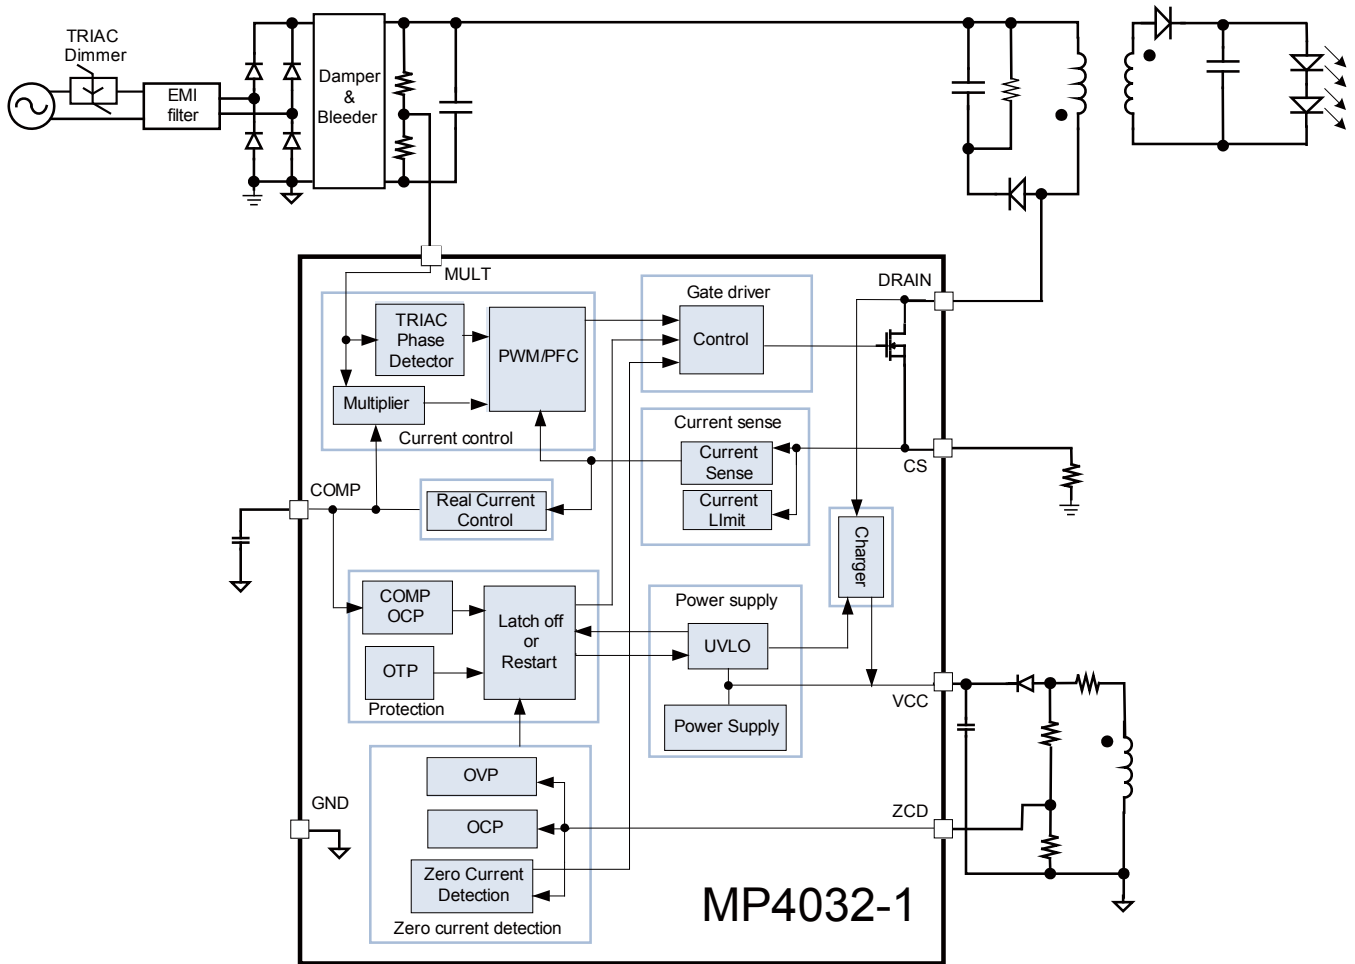 TRIAC
Dimmer
EMI
filter
Damper
&
Bleeder
MULT
DRAIN
Gate driver
TRIAC
Phase
Detector
PWM/PFC
Control
Multiplier
Current control
Current sense
Current
Sense
CS
COMP
Real Current
Control
Current
LImit
Charger
COMP
OCP
Latch off
or
Restart
Power supply
UVLO
OTP
Protection
VCC
Power Supply
OVP
GND
ZCD
OCP
Zero Current
Detection
MP4032-1
Zero current detection